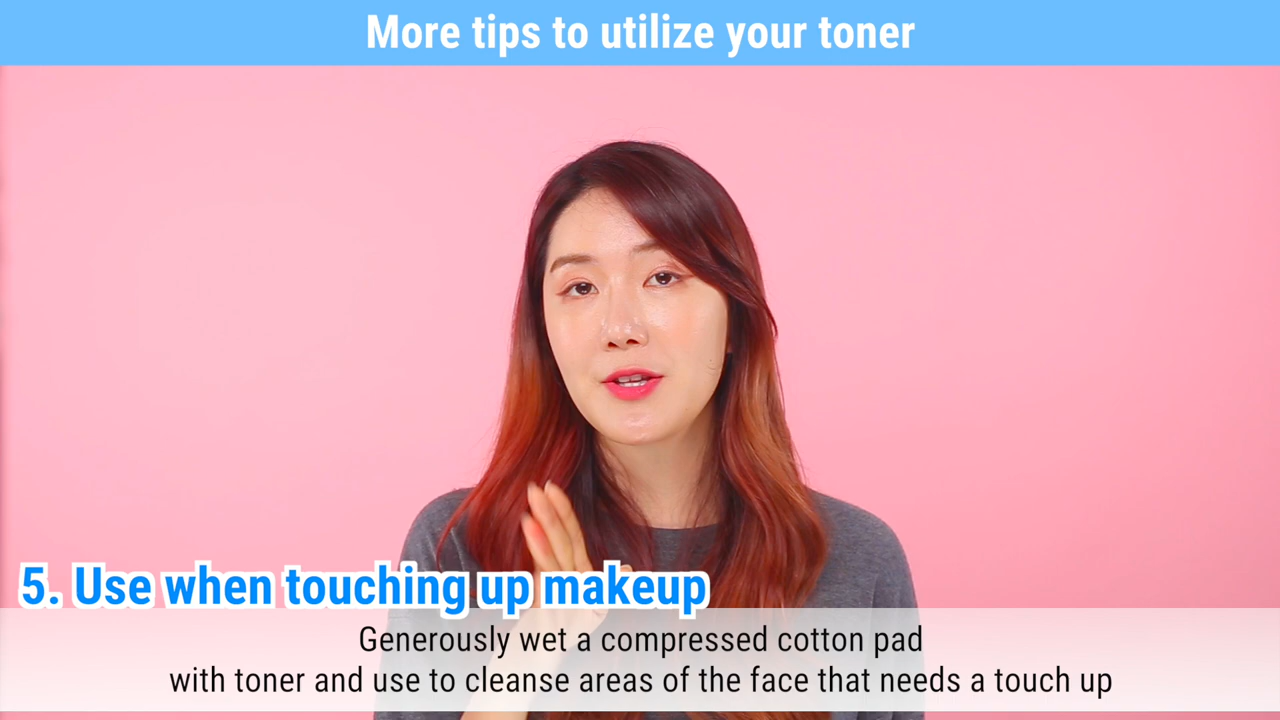 More tips to utilize your toner
5. Use when touching up makeup
Generously wet a compressed cotton pad
with toner and use to cleanse areas of the face that needs a touch up